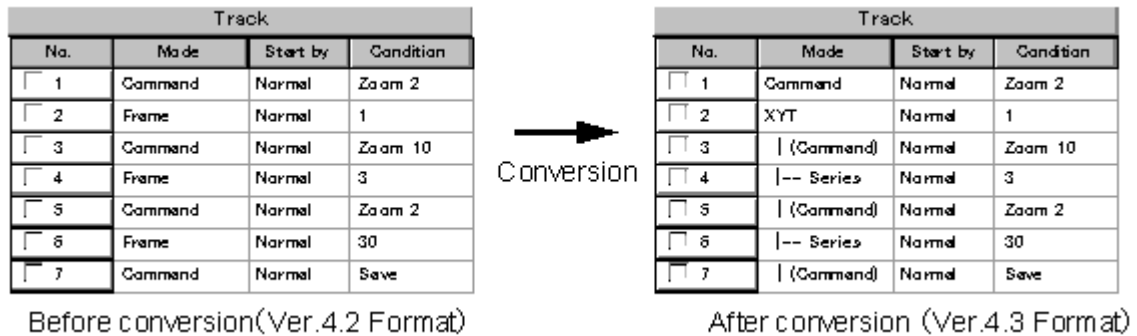 Track
No. Mode Start by Condition
1 Command Normal Zoom 2
2 Frame Normal 1
3 Command Normal Zoom 10
4 Frame Normal 3
5 Command Normal Zoom 2
6 Frame Normal 30
7 Command Normal Save
Before conversion(Ver.4.2 Format)
Conversion
Track
No. Mode Start by Condition
1 Command Normal Zoom 2
2 XYT Normal 1
3 | (Command) Normal Zoom 10
4 |-- Series Normal 3
5 | (Command) Normal Zoom 2
6 |-- Series Normal 30
7 | (Command) Normal Save
After conversion (Ver.4.3 Format)